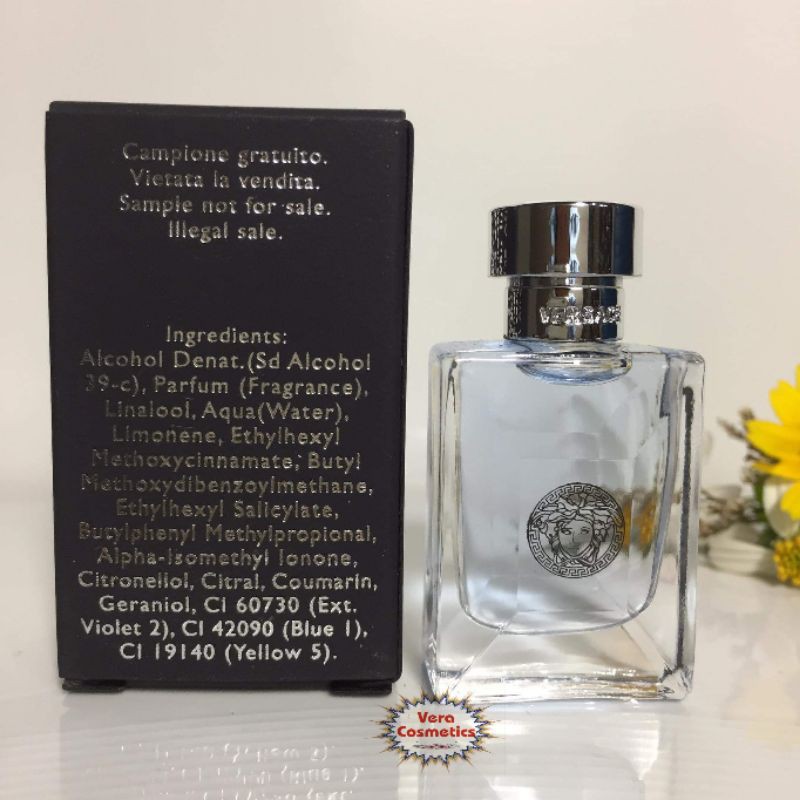 Campione gratuito.
Vietata la vendita.
Sample not for sale.
Illegal sale.
Ingredients:
Alcohol Denat.(Sd Alcohol
39-c), Parfum (Fragrance),
Linalool, Aqua(Water),
Limonene, Ethylhexyl
Methoxycinnamate, Butyl
Methoxydibenzoylmethane,
Ethylhexyl Salicylate,
Butylphenyl Methylpropional,
Alpha-Isomethyl Ionone,
Citronellol, Citral, Coumarin,
Geraniol, CI 60730 (Ext.
Violet 2), CI 42090 (Blue 1),
CI 19140 (Yellow 5).
VERSACE
Vera
Cosmetics